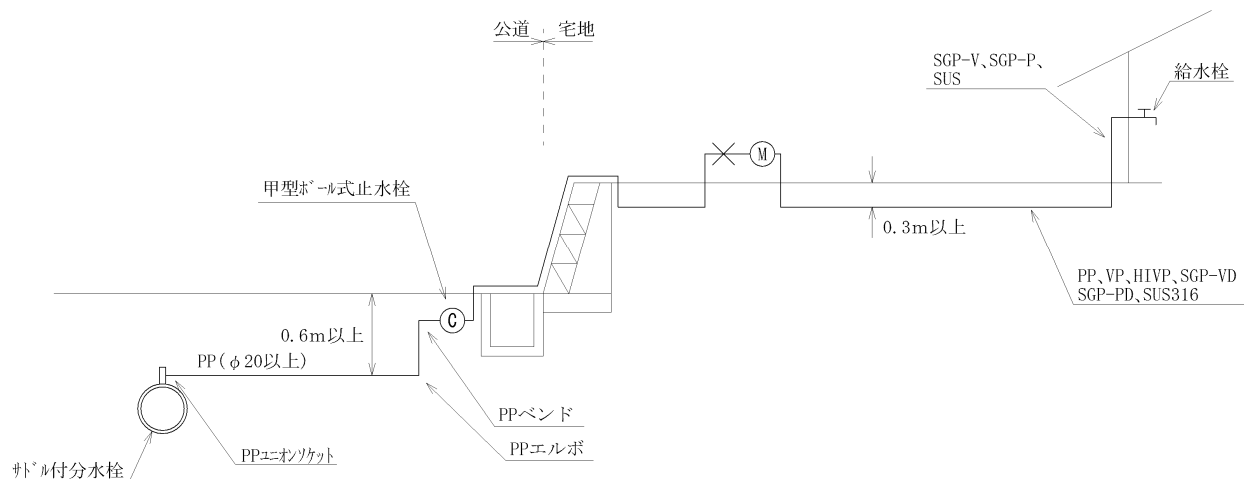 公道 宅地
SGP-V、SGP-P、
SUS
給水栓
M
甲型ボール式止水栓
0.3m以上
PP、VP、HIVP、SGP-VD
SGP-PD、SUS316
C
0.6m以上
PP(φ20以上)
PPベンド
PPエルボ
PPユニオンソケット
サドル付分水栓